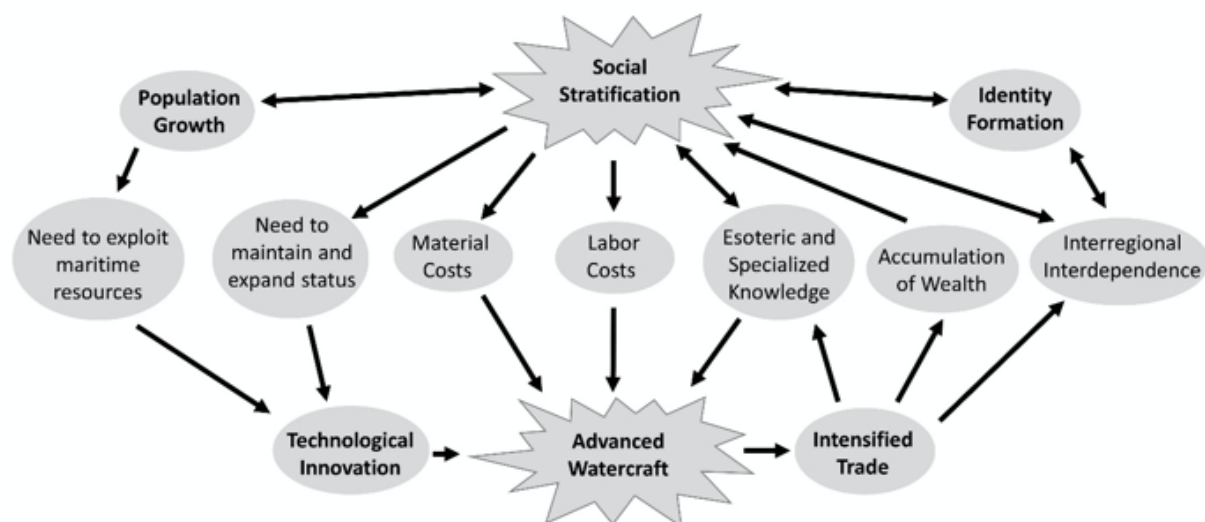 Social
Stratification
Population
Growth
Identity
Formation
Need to exploit
maritime
resources
Need to
maintain and
expand status
Material
Costs
Labor
Costs
Esoteric and
Specialized
Knowledge
Accumulation
of Wealth
Interregional
Interdependence
Technological
Innovation
Advanced
Watercraft
Intensified
Trade